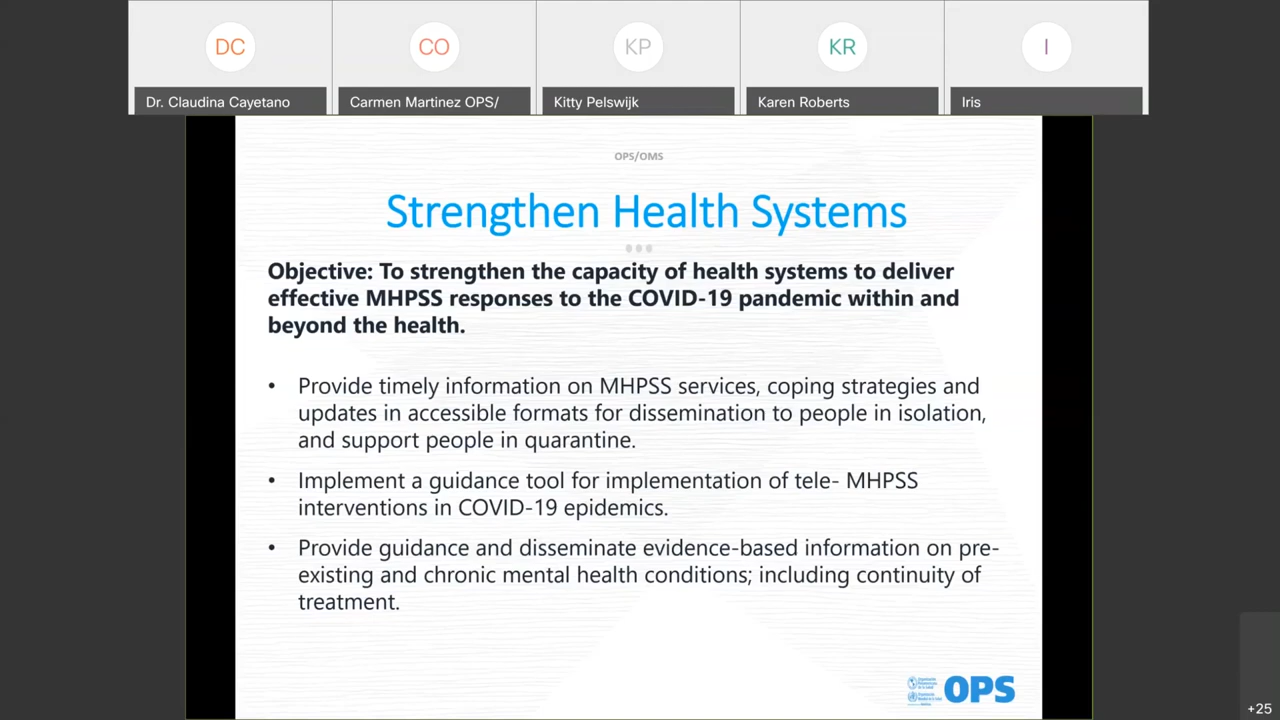 DC
CO
KP
KR
I
Dr. Claudina Cayetano
Carmen Martinez OPS/
Kitty Pelswijk
Karen Roberts
Iris
OPS/OMS
Strengthen Health Systems
Objective: To strengthen the capacity of health systems to deliver
effective MHPSS responses to the COVID-19 pandemic within and
beyond the health.
• Provide timely information on MHPSS services, coping strategies and
updates in accessible formats for dissemination to people in isolation,
and support people in quarantine.
• Implement a guidance tool for implementation of tele- MHPSS
interventions in COVID-19 epidemics.
• Provide guidance and disseminate evidence-based information on pre-
existing and chronic mental health conditions; including continuity of
treatment.
OPS
+25